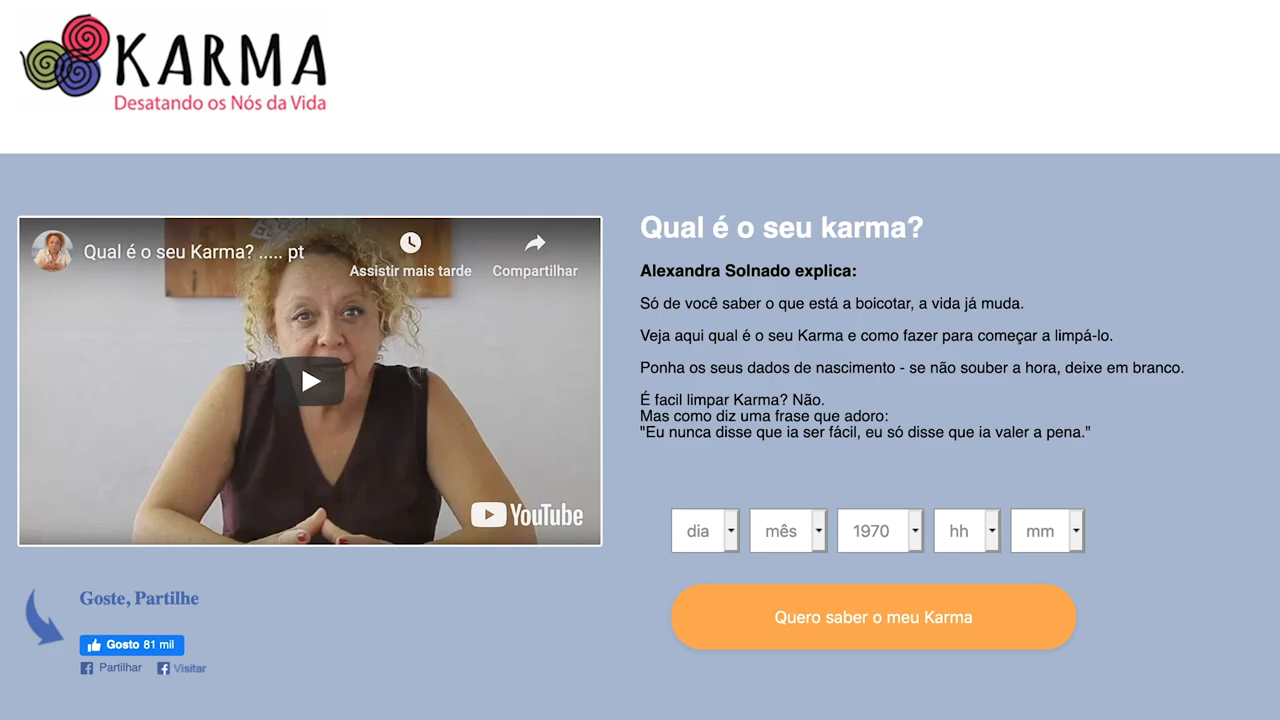 KARMA
Desatando os Nós da Vida
Qual é o seu Karma? ..... pt
Assistir mais tarde
Compartilhar
YouTube
Goste, Partilhe
Gosto 81 mil
Partilhar
Visitar
Qual é o seu karma?
Alexandra Solnado explica:
Só de você saber o que está a boicotar, a vida já muda.
Veja aqui qual é o seu Karma e como fazer para começar a limpá-lo.
Ponha os seus dados de nascimento - se não souber a hora, deixe em branco.
É facil limpar Karma? Não.
Mas como diz uma frase que adoro:
"Eu nunca disse que ia ser fácil, eu só disse que ia valer a pena."
dia mês 1970 hh mm
Quero saber o meu Karma